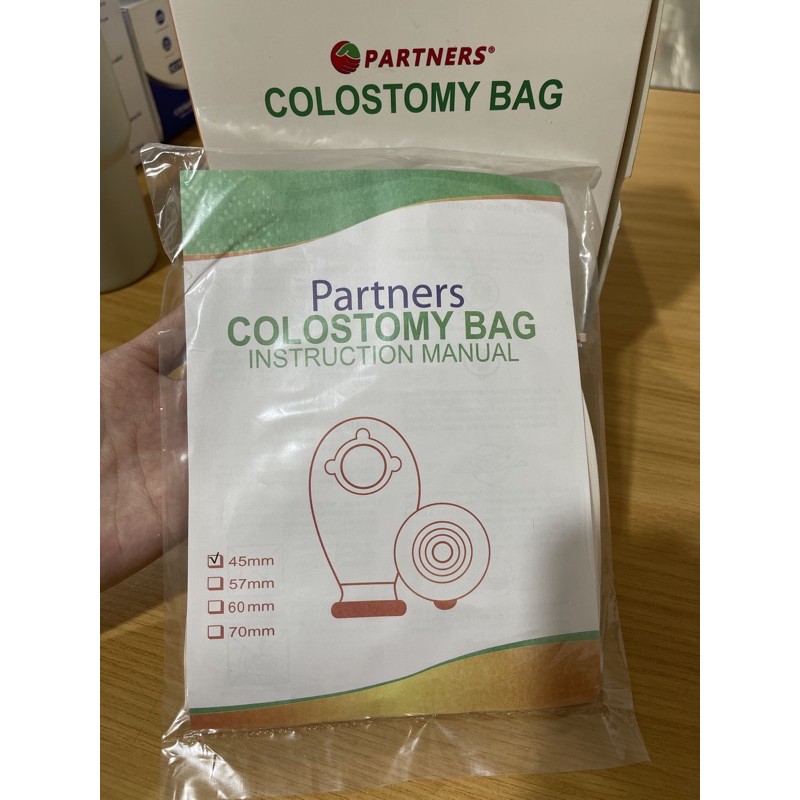 PARTNERS®
COLOSTOMY BAG
Partners
COLOSTOMY BAG
INSTRUCTION MANUAL
45mm
57mm
60mm
70mm